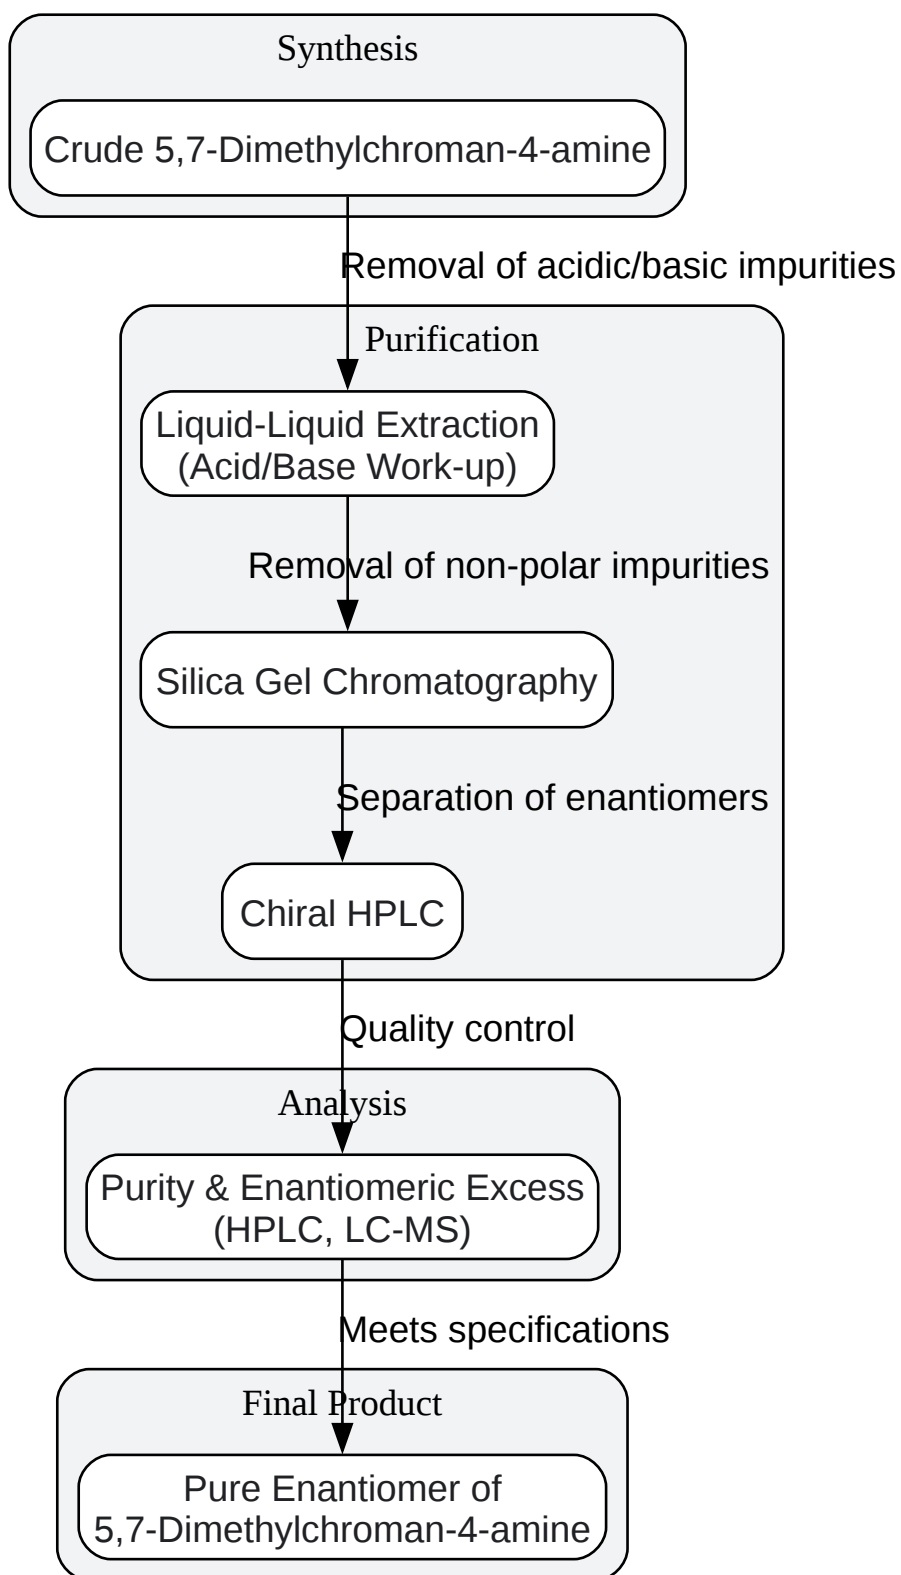 Synthesis
Crude 5,7-Dimethylchroman-4-amine
Removal of acidic/basic impurities
Purification
Liquid-Liquid Extraction
(Acid/Base Work-up)
Removal of non-polar impurities
Silica Gel Chromatography
Separation of enantiomers
Chiral HPLC
Quality control
Analysis
Purity & Enantiomeric Excess
(HPLC, LC-MS)
Meets specifications
Final Product
Pure Enantiomer of
5,7-Dimethylchroman-4-amine